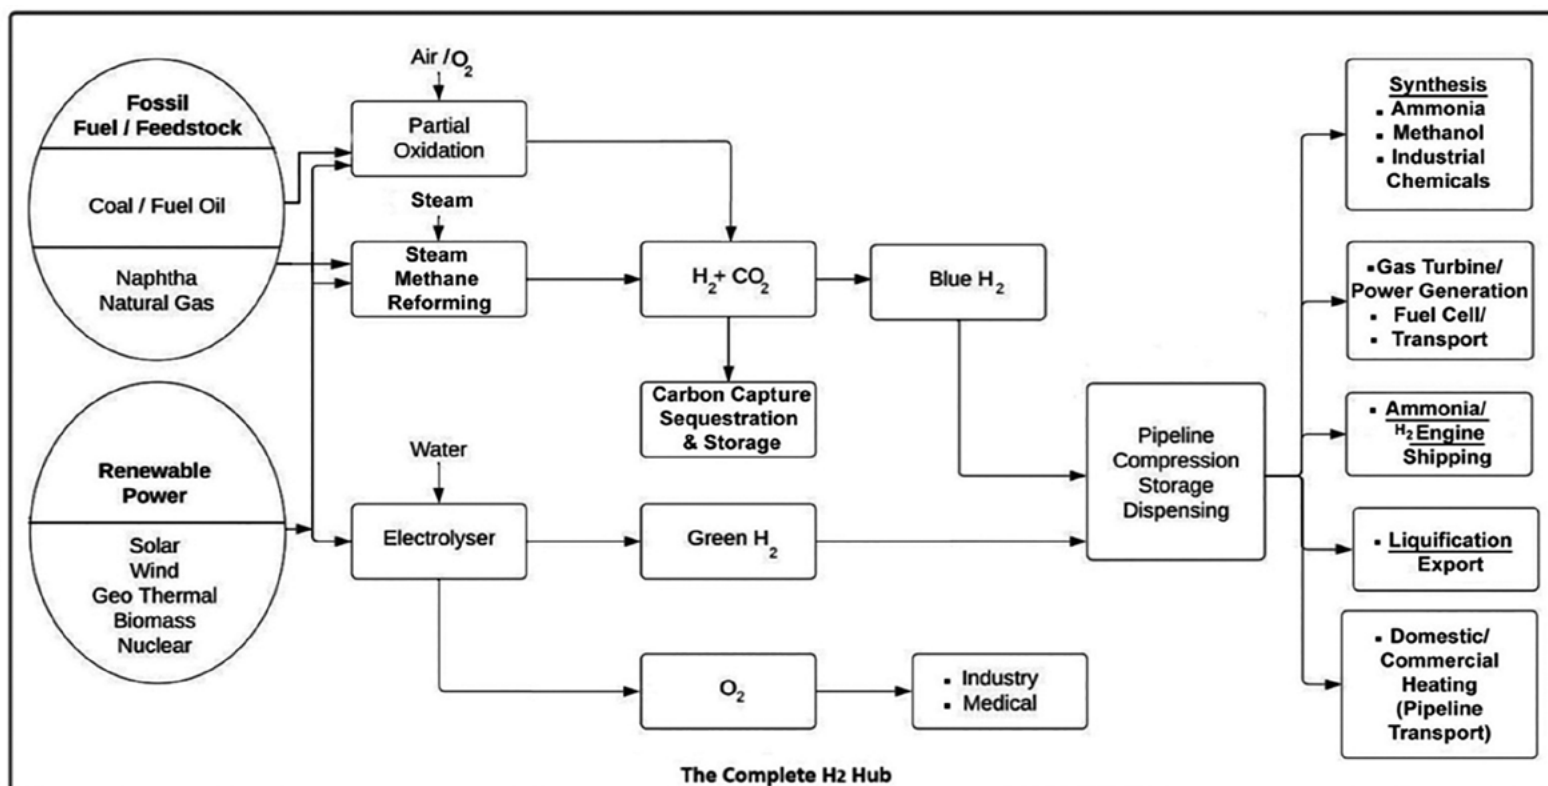 Air /O2
Fossil
Fuel / Feedstock
Coal / Fuel Oil
Naphtha
Natural Gas
Partial
Oxidation
Steam
Steam
Methane
Reforming
H2+ CO2
Blue H2
Carbon Capture
Sequestration
& Storage
Renewable
Power
Solar
Wind
Geo Thermal
Biomass
Nuclear
Water
Electrolyser
Green H2
O2
▪ Industry
▪ Medical
Pipeline
Compression
Storage
Dispensing
Synthesis
▪ Ammonia
▪ Methanol
▪ Industrial
Chemicals
▪ Gas Turbine/
Power Generation
▪ Fuel Cell/
▪ Transport
▪ Ammonia/
H2 Engine
Shipping
▪ Liquification
Export
▪ Domestic/
Commercial
Heating
(Pipeline
Transport)
The Complete H2 Hub